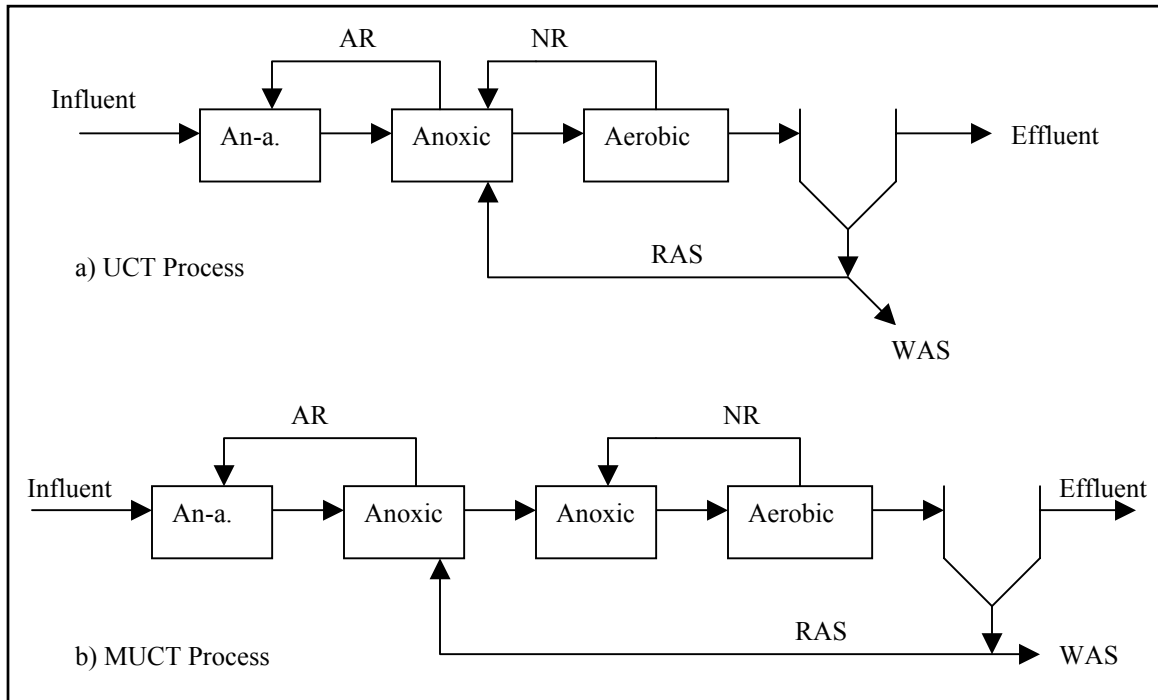 AR
NR
Influent
An-a.
Anoxic
Aerobic
Effluent
RAS
a) UCT Process
WAS
AR
NR
Influent
Effluent
An-a.
Anoxic
Anoxic
Aerobic
RAS
b) MUCT Process
WAS